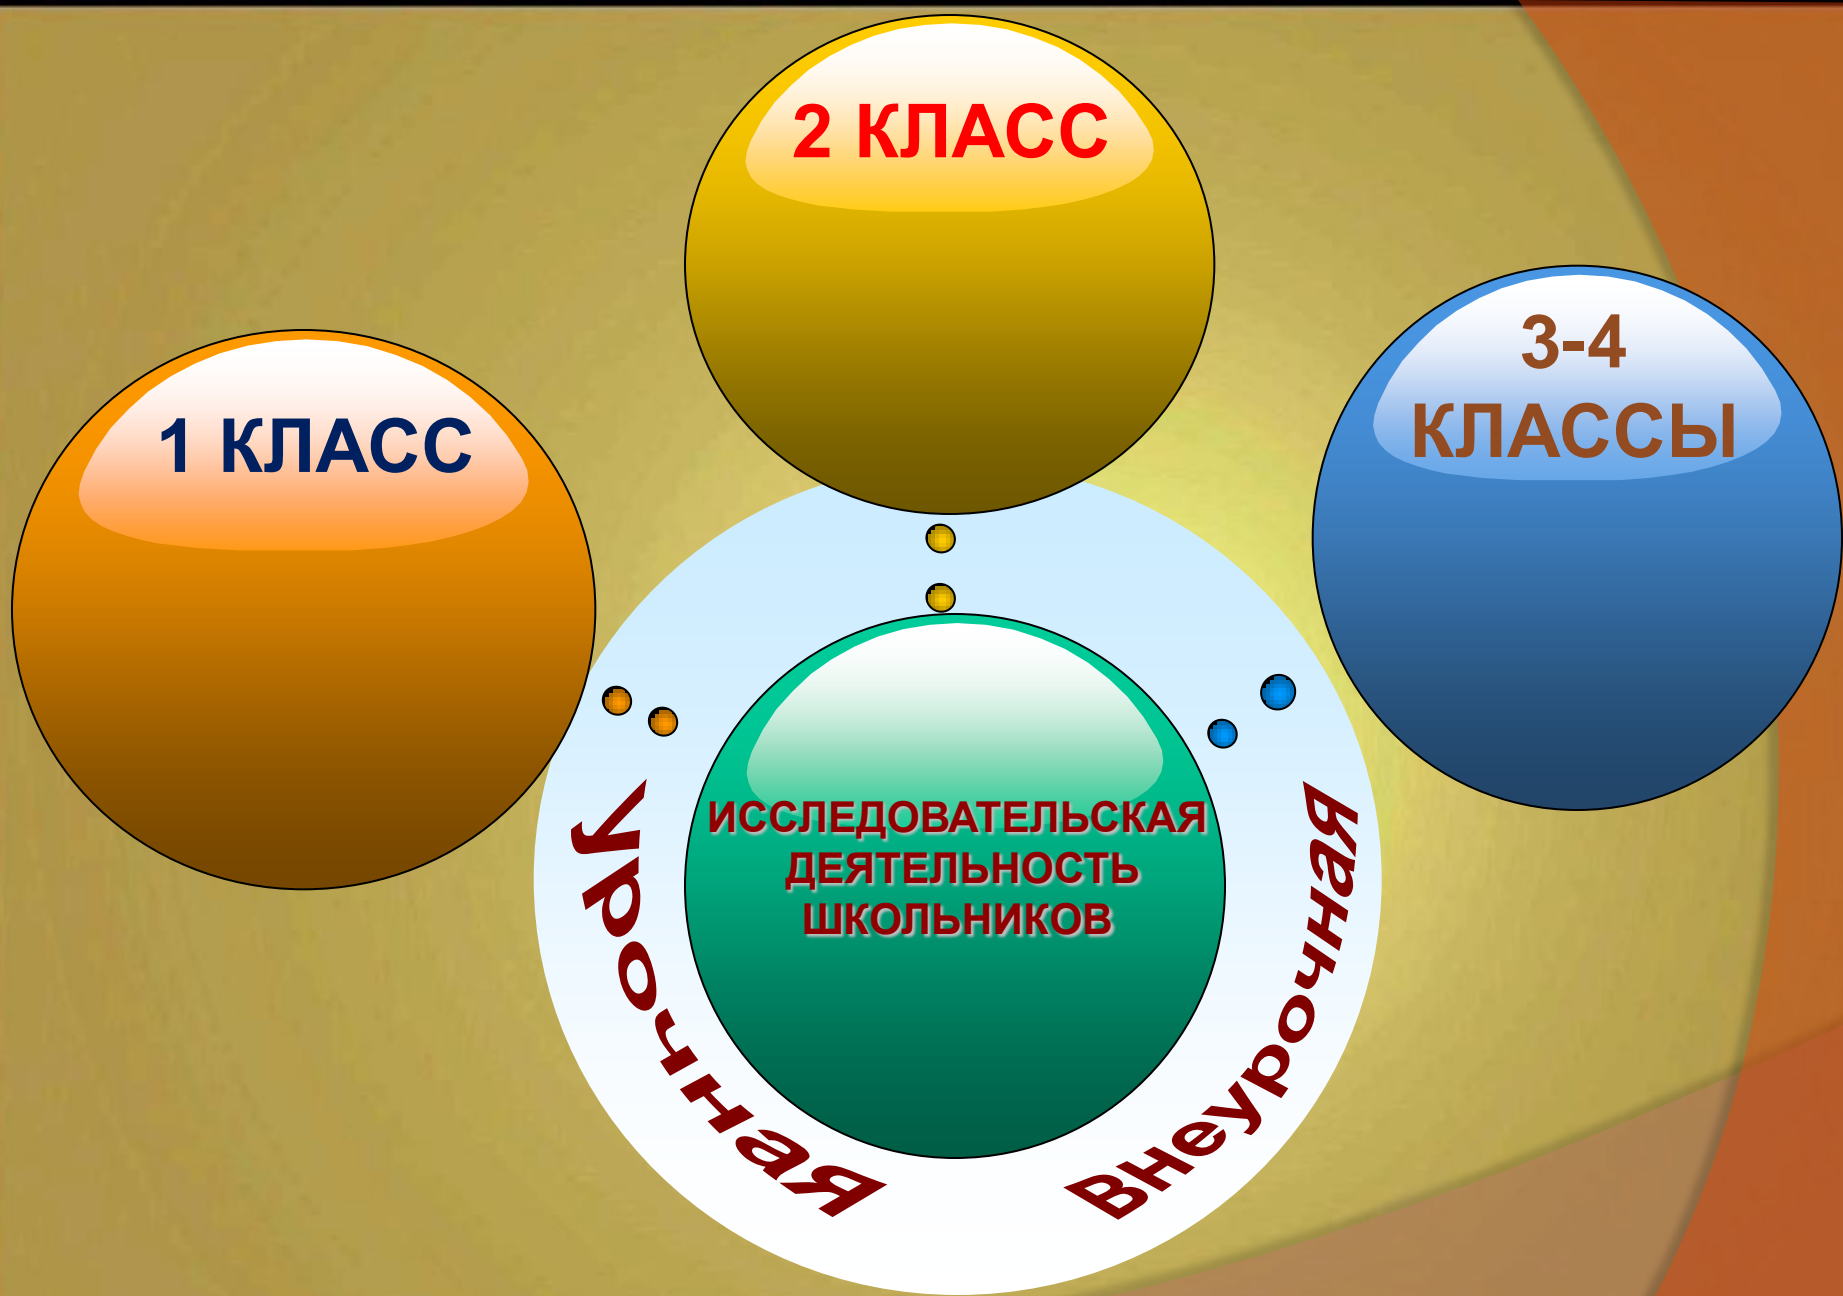 2 КЛАСС
3-4
КЛАССЫ
1 КЛАСС
ИССЛЕДОВАТЕЛЬСКАЯ
ДЕЯТЕЛЬНОСТЬ
ШКОЛЬНИКОВ
урочная
внеурочная